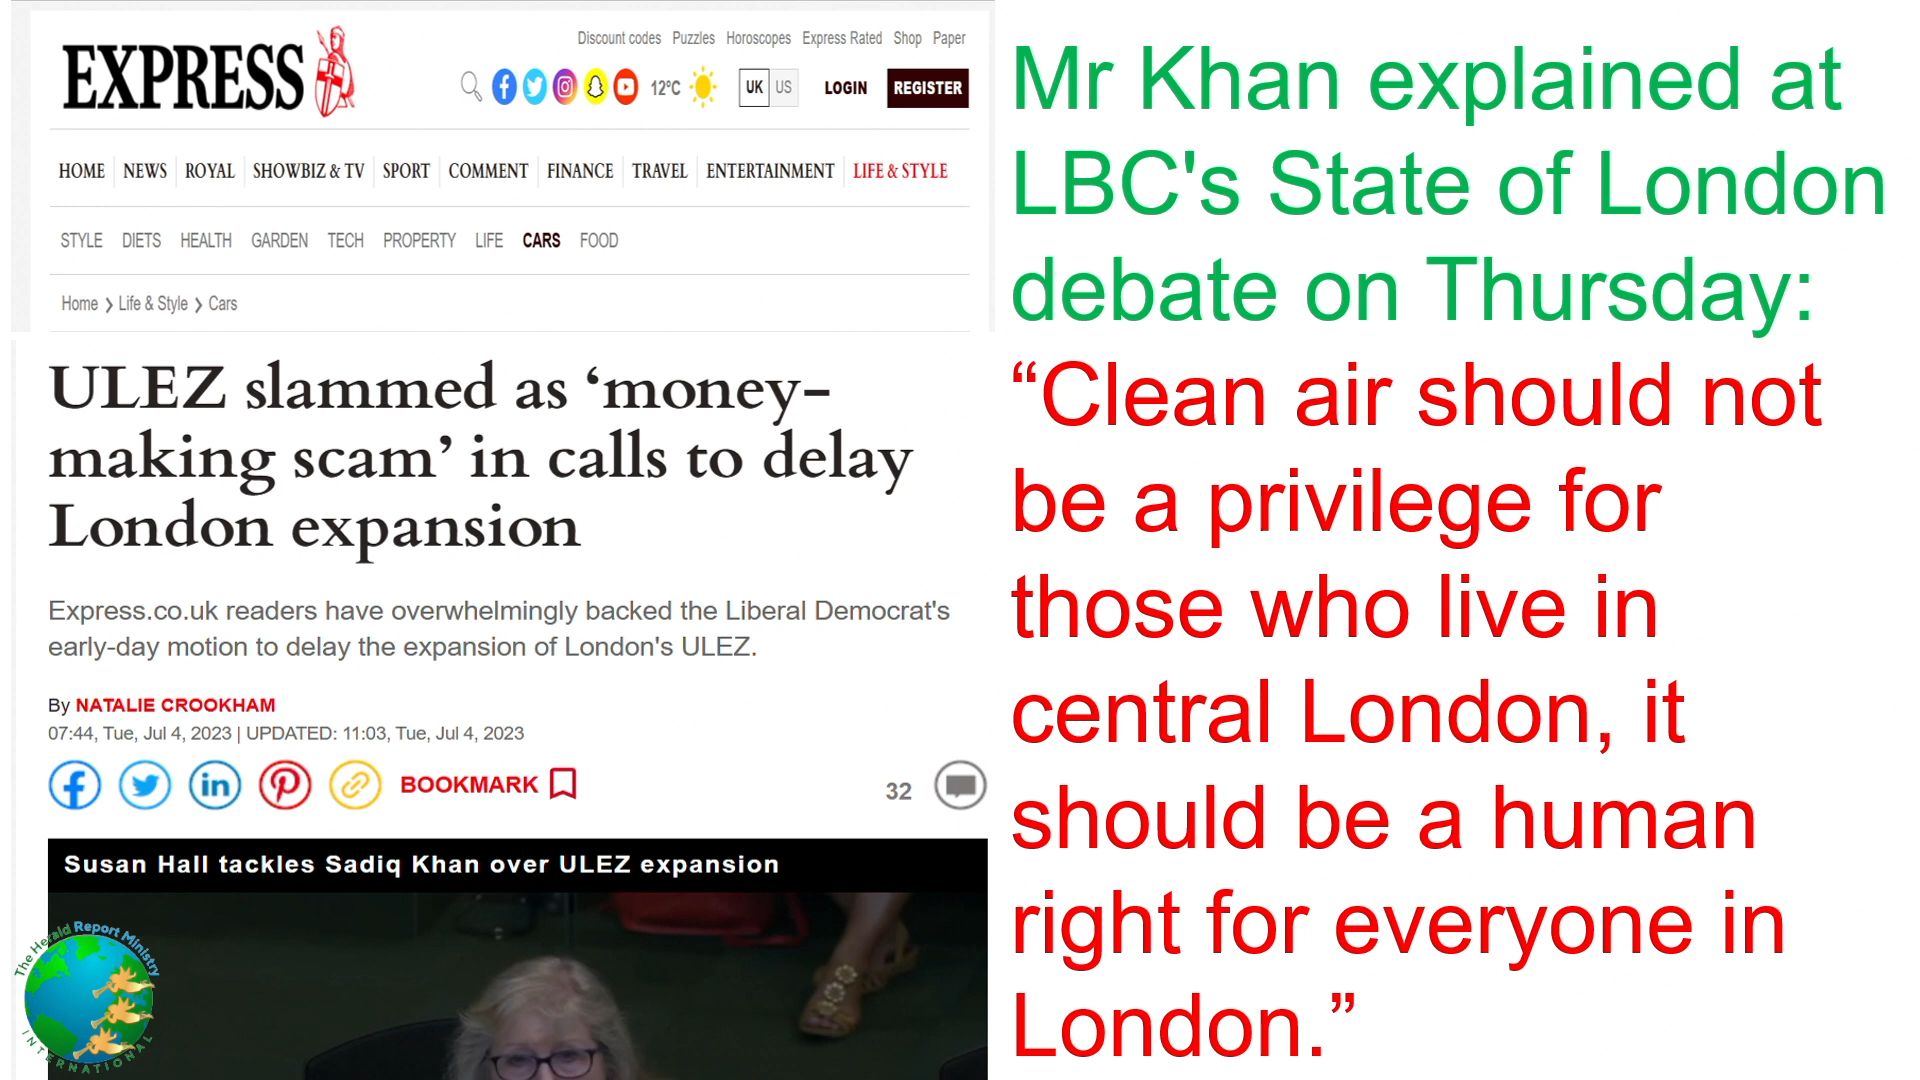 Discount codes Puzzles Horoscopes Express Rated Shop Paper
EXPRESS
12°C UK US LOGIN REGISTER
HOME NEWS ROYAL SHOWBIZ & TV SPORT COMMENT FINANCE TRAVEL ENTERTAINMENT LIFE & STYLE
STYLE DIETS HEALTH GARDEN TECH PROPERTY LIFE CARS FOOD
Home > Life & Style > Cars
ULEZ slammed as ‘money-
making scam’ in calls to delay
London expansion
Express.co.uk readers have overwhelmingly backed the Liberal Democrat's
early-day motion to delay the expansion of London's ULEZ.
By NATALIE CROOKHAM
07:44, Tue, Jul 4, 2023 | UPDATED: 11:03, Tue, Jul 4, 2023
in BOOKMARK 32
Susan Hall tackles Sadiq Khan over ULEZ expansion
The Herald Report Ministry
INTERNATIONAL
Mr Khan explained at
LBC's State of London
debate on Thursday:
“Clean air should not
be a privilege for
those who live in
central London, it
should be a human
right for everyone in
London.”